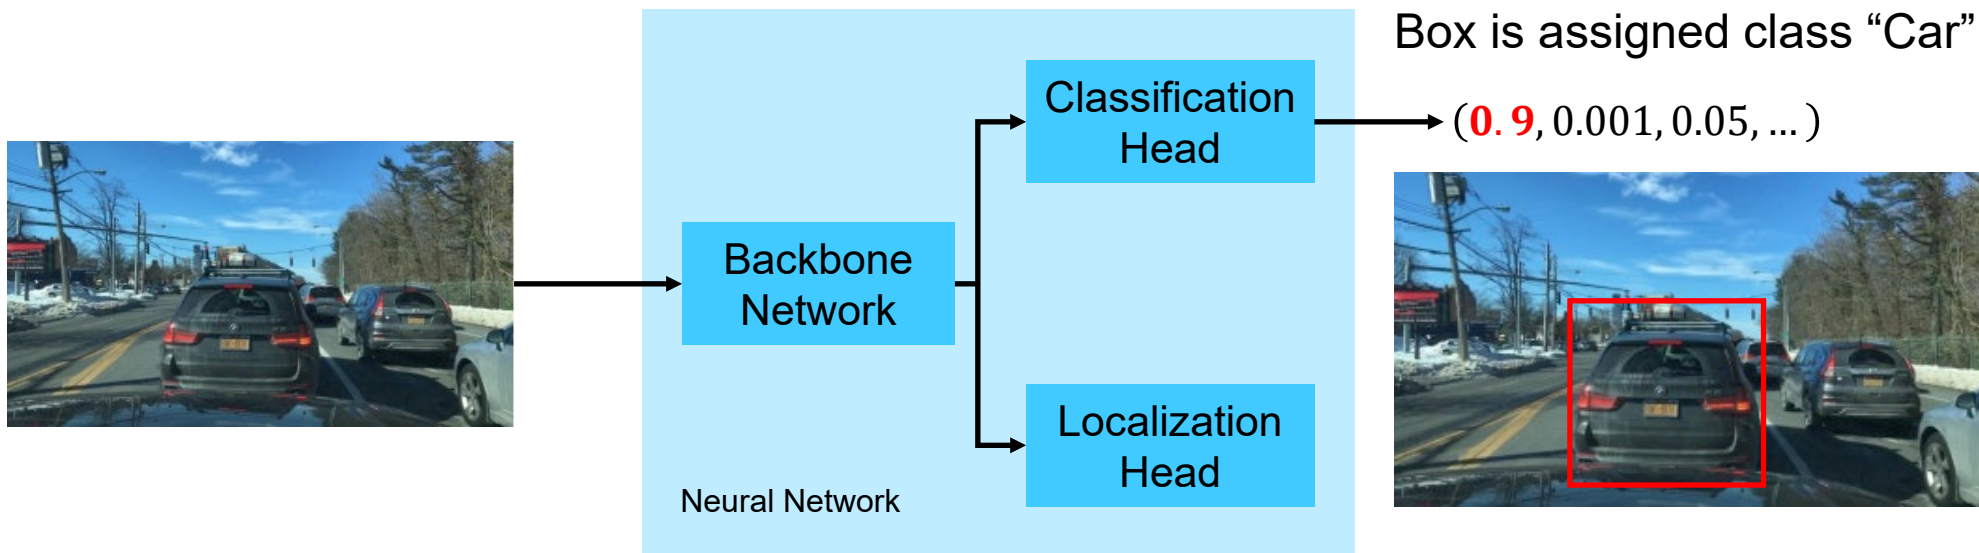 Box is assigned class “Car”
(0.9, 0.001, 0.05, … )
Classification
Head
Backbone
Network
Localization
Head
Neural Network